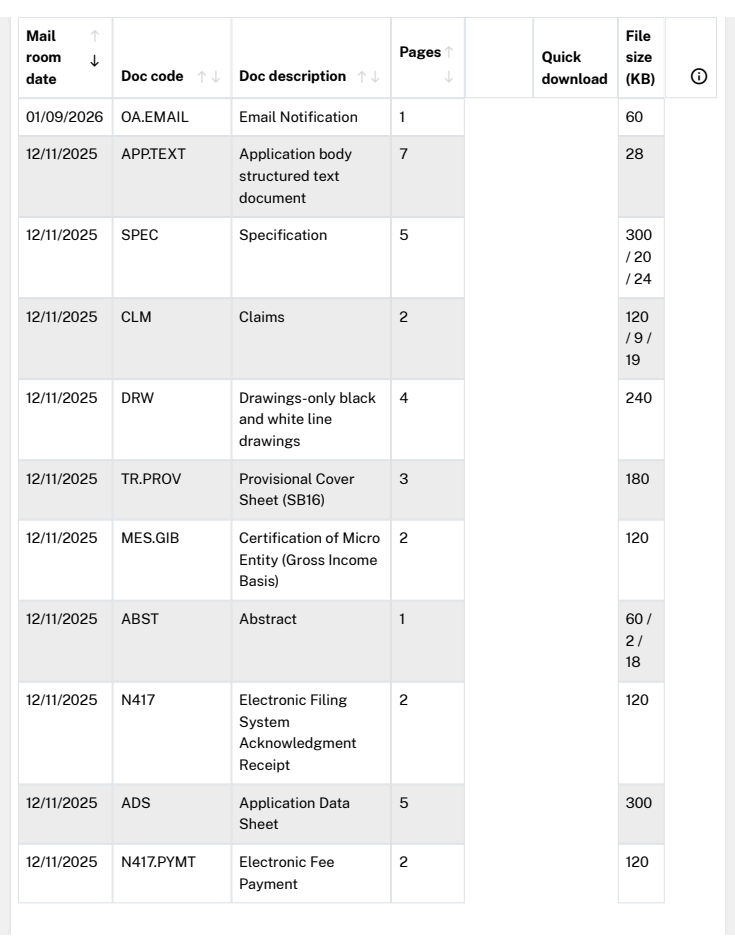 Mail room date ↑ ↓ Doc code ↑ ↓ Doc description ↑ ↓ Pages ↑ ↓ Quick download File size (KB)
01/09/2026 OA.EMAIL Email Notification 1 60
12/11/2025 APP.TEXT Application body structured text document 7 28
12/11/2025 SPEC Specification 5 300 / 20 / 24
12/11/2025 CLM Claims 2 120 / 9 / 19
12/11/2025 DRW Drawings-only black and white line drawings 4 240
12/11/2025 TR.PROV Provisional Cover Sheet (SB16) 3 180
12/11/2025 MES.GIB Certification of Micro Entity (Gross Income Basis) 2 120
12/11/2025 ABST Abstract 1 60 / 2 / 18
12/11/2025 N417 Electronic Filing System Acknowledgment Receipt 2 120
12/11/2025 ADS Application Data Sheet 5 300
12/11/2025 N417.PYMT Electronic Fee Payment 2 120